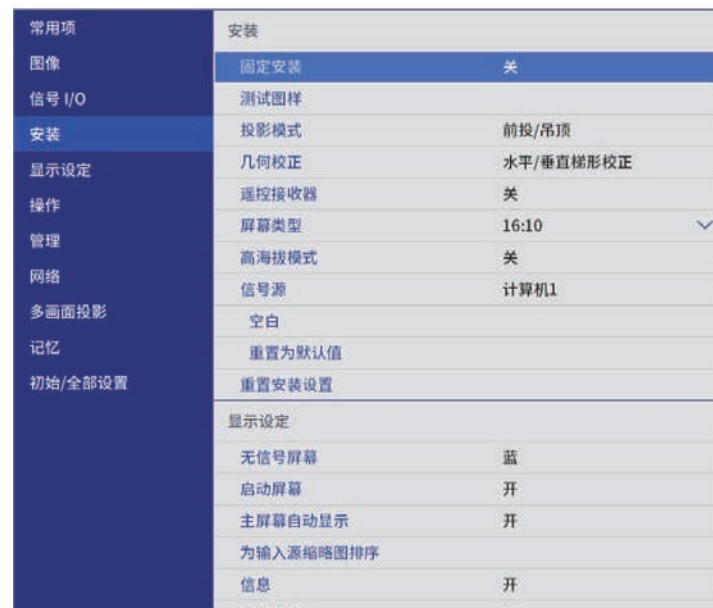 常用项
图像
信号 I/O
安装
显示设定
操作
管理
网络
多画面投影
记忆
初始/全部设置
安装
固定安装 关
测试图样
投影模式 前投/吊顶
几何校正 水平/垂直梯形校正
遥控接收器 关
屏幕类型 16:10
高海拔模式 关
信号源 计算机1
空白
重置为默认值
重置安装设置
显示设定
无信号屏幕 蓝
启动屏幕 开
主屏幕自动显示 开
为输入源缩略图排序
信息 开